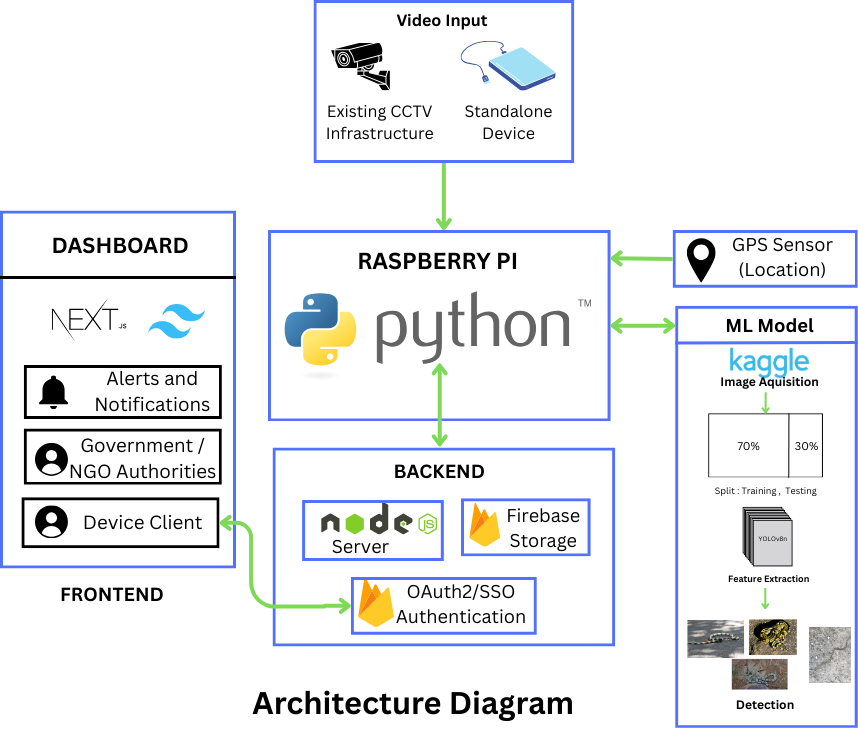 Video Input
Existing CCTV
Infrastructure
Standalone
Device
DASHBOARD
NEXT
.JS
Alerts and
Notifications
Government /
NGO Authorities
Device Client
FRONTEND
RASPBERRY PI
python
TM
GPS Sensor
(Location)
ML Model
kaggle
Image Aquisition
70%
30%
Split : Training , Testing
YOLOv8n
Feature Extraction
Detection
BACKEND
node
JS
Server
Firebase
Storage
OAuth2/SSO
Authentication
Architecture Diagram